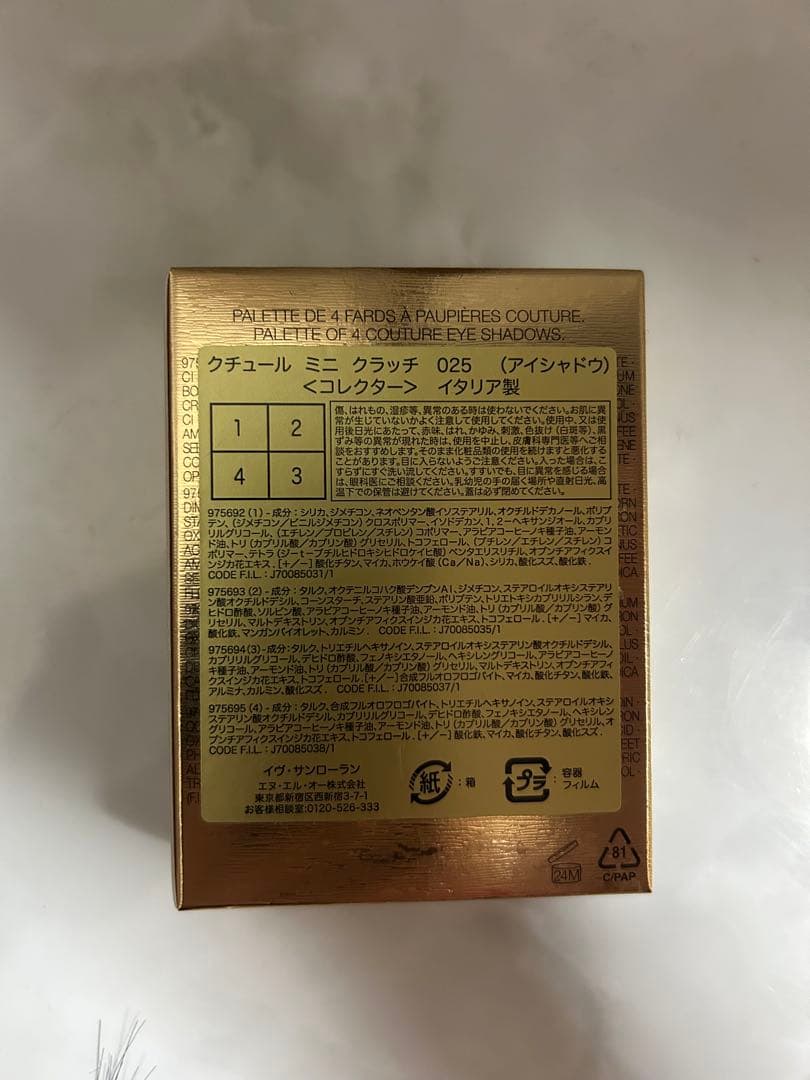 PALETTE DE 4 FARDS À PAUPIÈRES COUTURE.
PALETTE OF 4 COUTURE EYE SHADOWS.
クチュール ミニ クラッチ 025 (アイシャドウ)
<コレクター> イタリア製
1 2
4 3
傷、はれもの、湿疹等、異常のある時は使わないでください。お肌に異
常が生じていないかよく注意して使用してください。使用中、又は使
用後日光にあたって、赤味、はれ、かゆみ、刺激、色抜け(白斑等)、黒
ずみ等の異常が現れた時は、使用を中止し、皮膚科専門医等へご相
談をおすすめします。そのまま化粧品類の使用を続けますと悪化する
ことがあります。目に入らないようご注意ください。入った場合は、こ
すらずにすぐ洗い流してください。すすいでも、目に異常を感じる場合
は、眼科医にご相談ください。乳幼児の手の届く場所や直射日光、高
温下での保管は避けてください。蓋は必ず閉めてください。
975692 (1) - 成分 : シリカ、ジメチコン、ネオペンタン酸イソステアリル、オクチルドデカノール、ポリブ
テン、(ジメチコン/ビニルジメチコン) クロスポリマー、イソドデカン、1, 2-ヘキサンジオール、カプリ
リルグリコール、(エチレン/プロピレン/スチレン) コポリマー、アラビアコーヒーノキ種子油、アーモン
ド油、トリ (カプリル酸/カプリン酸) グリセリル、トコフェロール、(ブチレン/エチレン/スチレン) コ
ポリマー、テトラ (ジーt-ブチルヒドロキシヒドロケイヒ酸) ペンタエリスリチル、オプンチアフィクスイ
ンジカ花エキス . [+/-] 酸化チタン、マイカ、ホウケイ酸 (Ca/Na)、シリカ、酸化スズ、酸化鉄 .
CODE F.I.L. : J70085031/1
975693 (2) - 成分 : タルク、オクテニルコハク酸デンプンAl、ジメチコン、ステアロイルオキシステアリ
ン酸オクチルドデシル、コーンスターチ、ステアリン酸亜鉛、ポリブテン、トリエトキシカプリリルシラン、デ
ヒドロ酢酸、ソルビン酸、アラビアコーヒーノキ種子油、アーモンド油、トリ (カプリル酸/カプリン酸) グ
リセリル、マルトデキストリン、オプンチアフィクスインジカ花エキス、トコフェロール . [+/-] マイカ、
酸化鉄、マンガンバイオレット、カルミン . CODE F.I.L. : J70085035/1
975694(3)-成分:タルク、トリエチルヘキサノイン、ステアロイルオキシステアリン酸オクチルドデシル、
カプリリルグリコール、デヒドロ酢酸、フェノキシエタノール、ヘキシレングリコール、アラビアコーヒーノキ
種子油、アーモンド油、トリ (カプリル酸/カプリン酸) グリセリル、マルトデキストリン、オプンチアフィ
クスインジカ花エキス、トコフェロール . [+/-]合成フルオロフロゴパイト、マイカ、酸化チタン、酸化鉄、
アルミナ、カルミン、酸化スズ. CODE F.I.L. : J70085037/1
975695 (4) - 成分 : タルク、合成フルオロフロゴパイト、トリエチルヘキサノイン、ステアロイルオキシ
ステアリン酸オクチルドデシル、カプリリルグリコール、デヒドロ酢酸、フェノキシエタノール、ヘキシレン
グリコール、アラビアコーヒーノキ種子油、アーモンド油、トリ (カプリル酸/カプリン酸) グリセリル、オ
プンチアフィクスインジカ花エキス、トコフェロール . [+/-] 酸化鉄、マイカ、酸化チタン、酸化スズ.
CODE F.I.L. : J70085038/1
イヴ・サンローラン
エヌ・エル・オー株式会社
東京都新宿区西新宿3-7-1
お客様相談室:0120-526-333
紙 : 箱
プラ : 容器
フィルム
24M
81
C/PAP